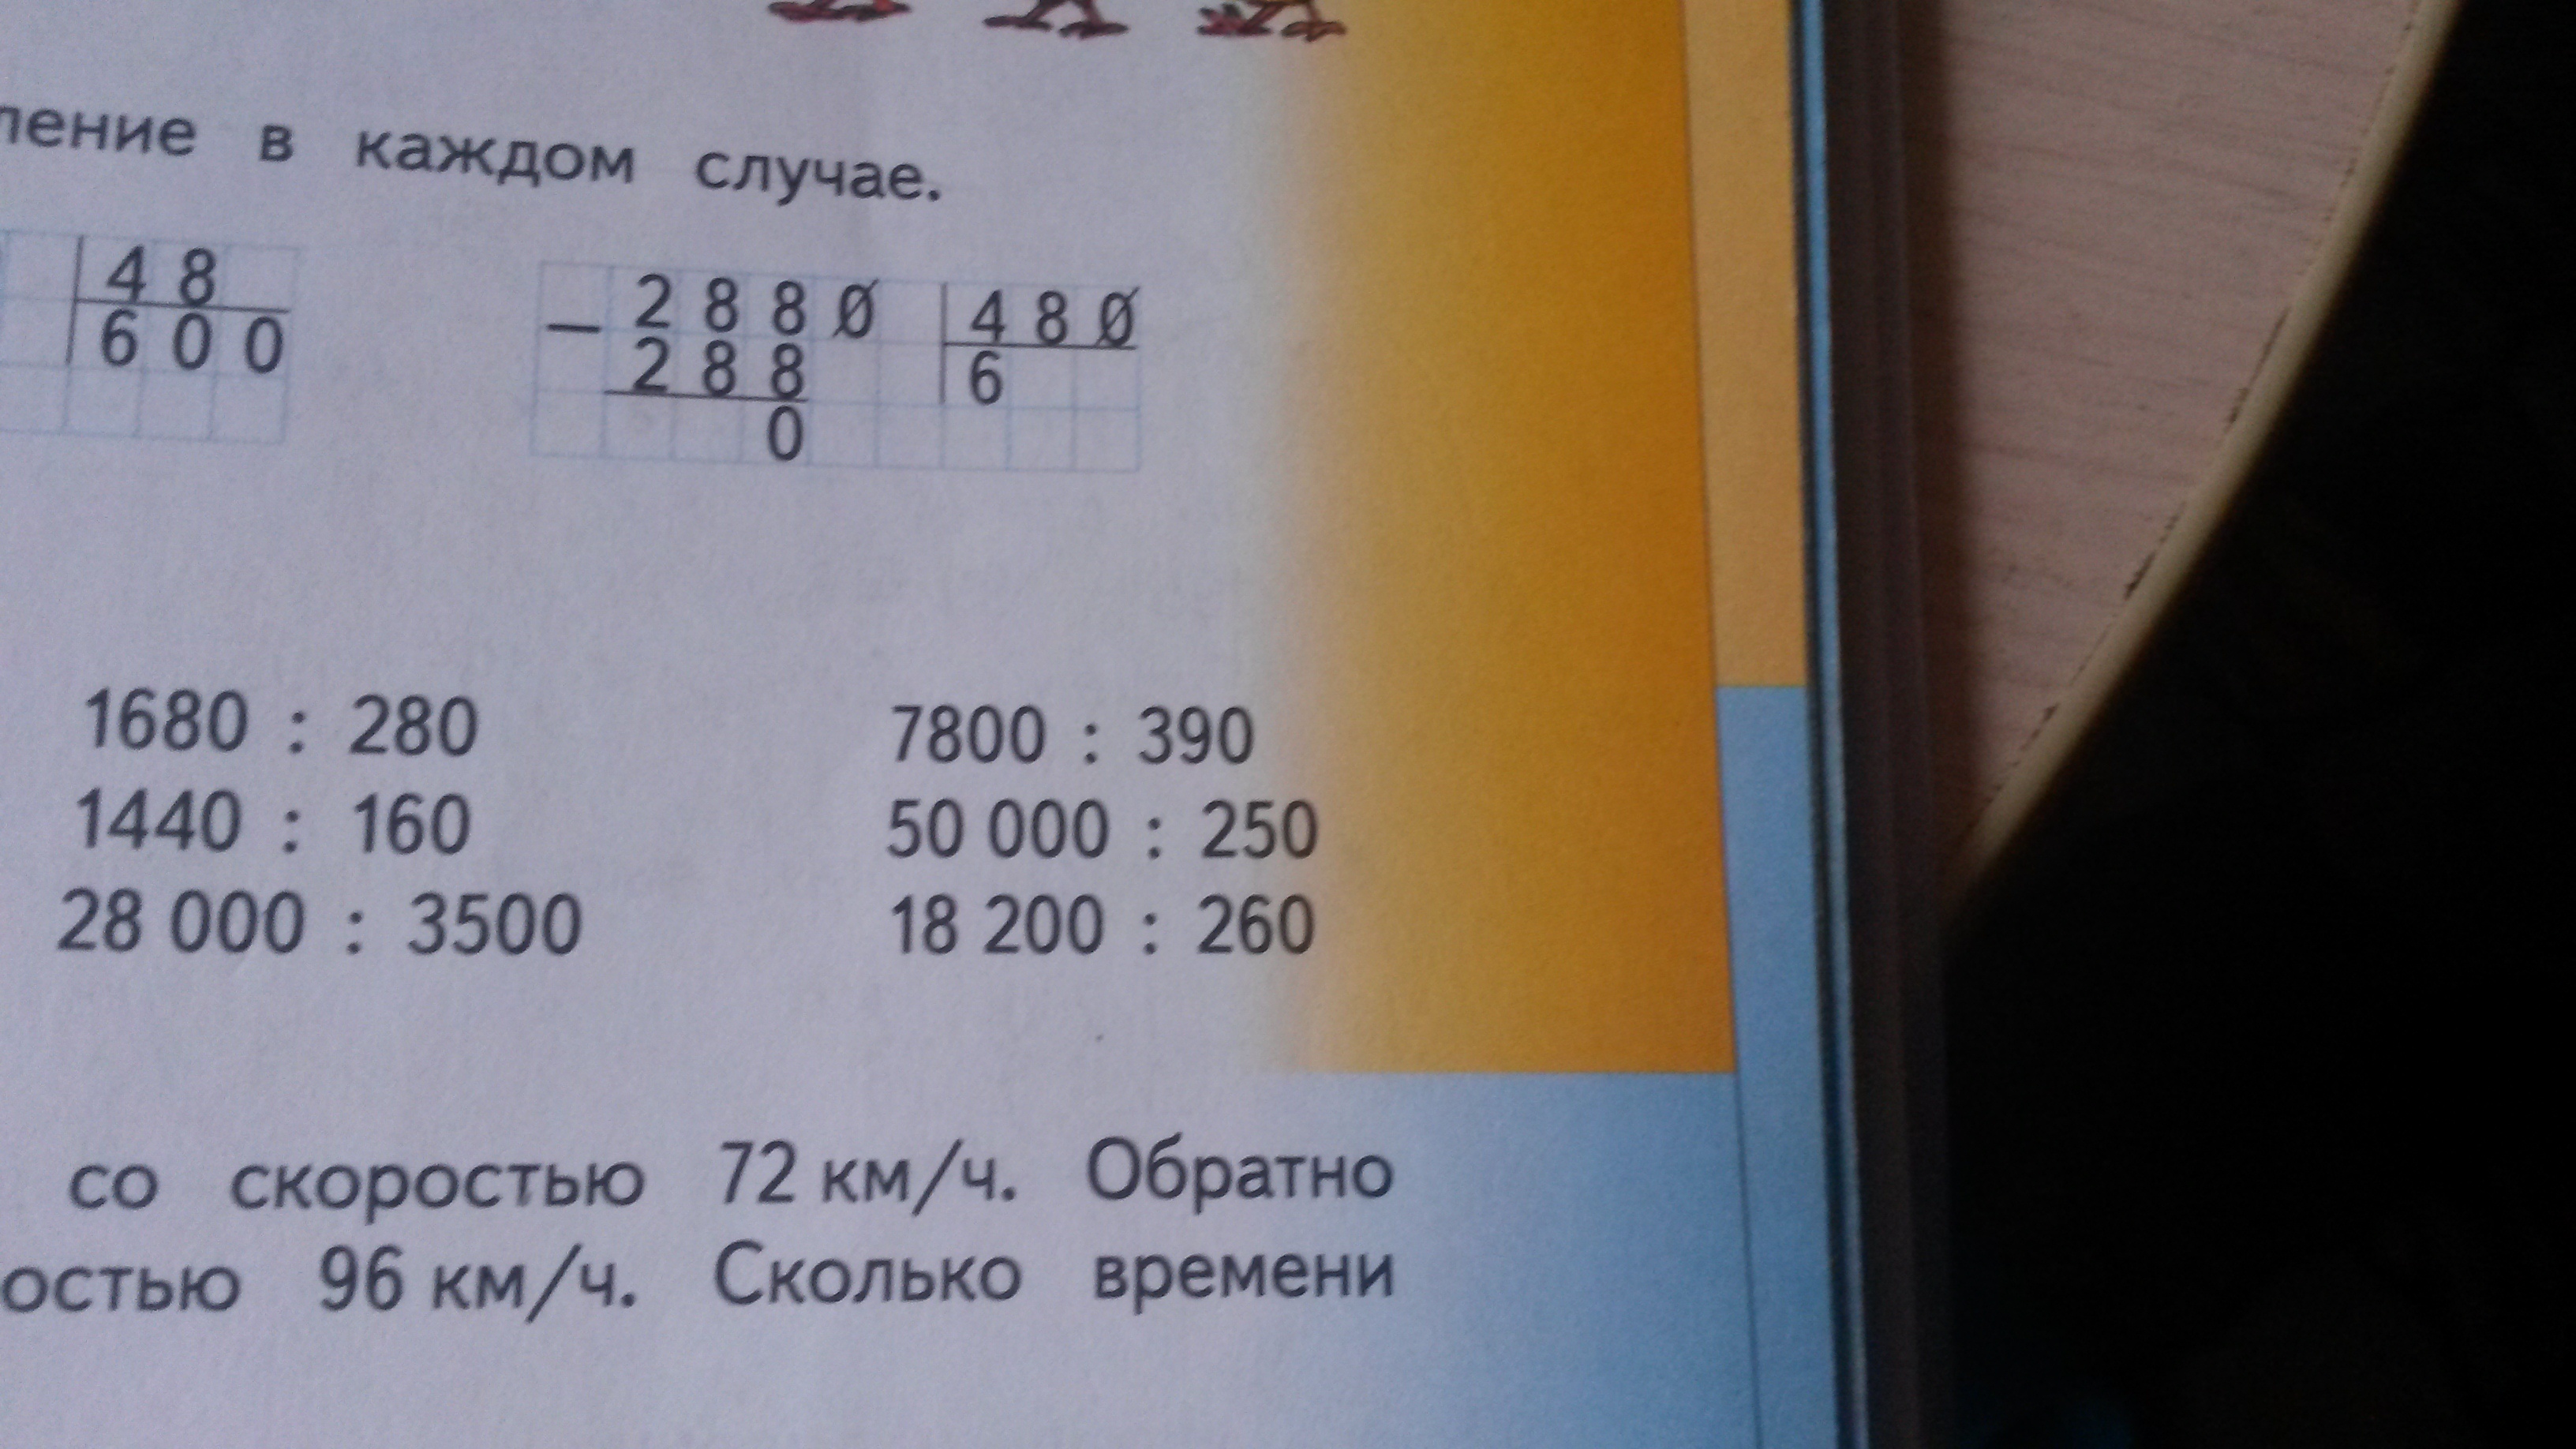 в каждом случае.
48
600
– 2880 480
288 6
0
1680 : 280 7800 : 390
1440 : 160 50 000 : 250
28 000 : 3500 18 200 : 260
со скоростью 72 км/ч. Обратно
остью 96 км/ч. Сколько времени